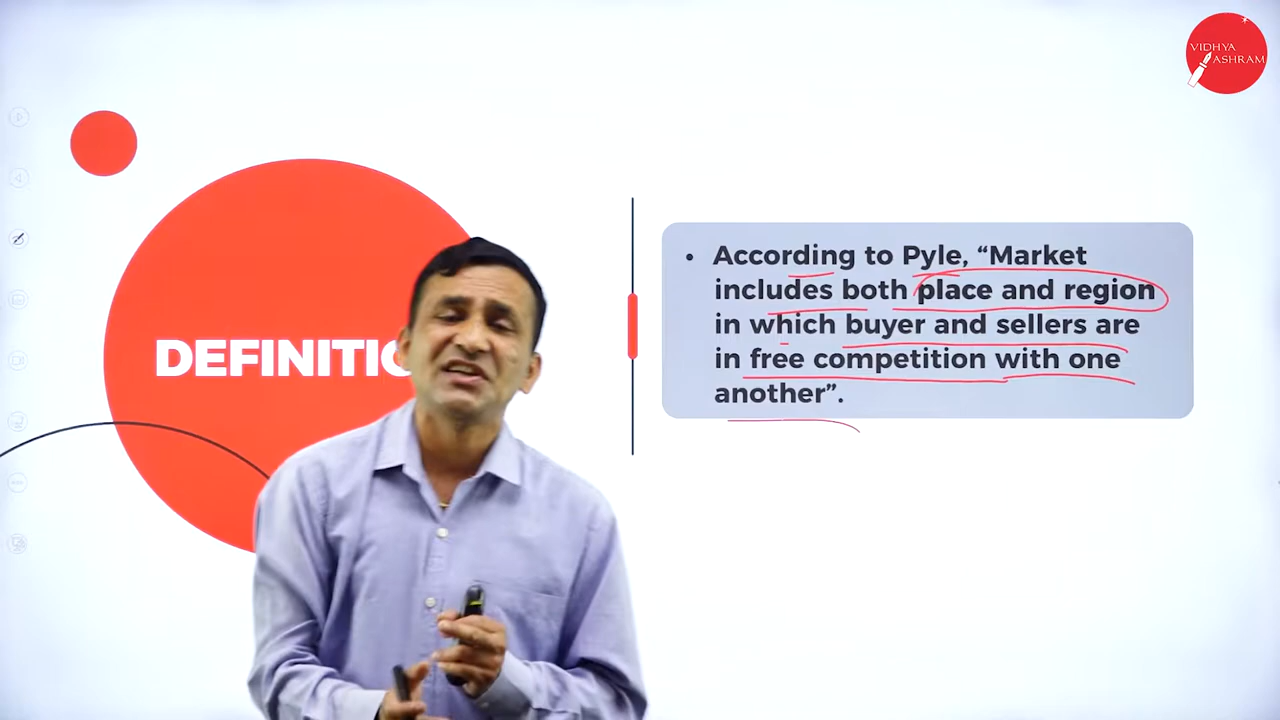 VIDHYA
ASHRAM
DEFINITIO
• According to Pyle, “Market
includes both place and region
in which buyer and sellers are
in free competition with one
another”.